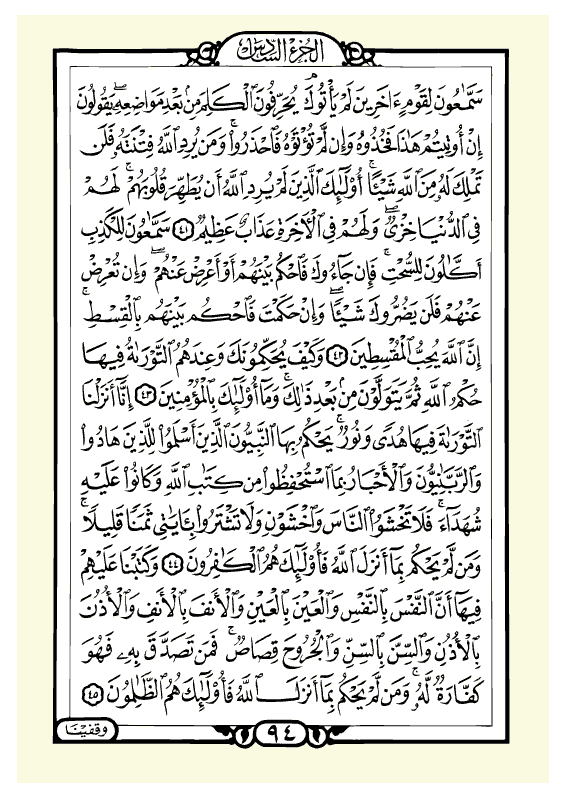 الجزء السادس
سَمَّٰعُونَ لِقَوْمٍ ءَاخَرِينَ لَمْ يَأْتُوكَ ۖ يُحَرِّفُونَ ٱلْكَلِمَ مِنۢ بَعْدِ مَوَاضِعِهِۦ ۖ يَقُولُونَ
إِنْ أُوتِيتُمْ هَٰذَا فَخُذُوهُ وَإِن لَّمْ تُؤْتَوْهُ فَٱحْذَرُوا۟ ۚ وَمَن يُرِدِ ٱللَّهُ فِتْنَتَهُۥ فَلَن
تَمْلِكَ لَهُۥ مِنَ ٱللَّهِ شَيْـًٔا ۚ أُو۟لَٰٓئِكَ ٱلَّذِينَ لَمْ يُرِدِ ٱللَّهُ أَن يُطَهِّرَ قُلُوبَهُمْ ۚ لَهُمْ
فِى ٱلدُّنْيَا خِزْىٌ ۖ وَلَهُمْ فِى ٱلْءَاخِرَةِ عَذَابٌ عَظِيمٌ ﴿٤١﴾ سَمَّٰعُونَ لِلْكَذِبِ
أَكَّٰلُونَ لِلسُّحْتِ ۚ فَإِن جَآءُوكَ فَٱحْكُم بَيْنَهُمْ أَوْ أَعْرِضْ عَنْهُمْ ۖ وَإِن تُعْرِضْ
عَنْهُمْ فَلَن يَضُرُّوكَ شَيْـًٔا ۖ وَإِنْ حَكَمْتَ فَٱحْكُم بَيْنَهُم بِٱلْقِسْطِ ۚ
إِنَّ ٱللَّهَ يُحِبُّ ٱلْمُقْسِطِينَ ﴿٤٢﴾ وَكَيْفَ يُحَكِّمُونَكَ وَعِندَهُمُ ٱلتَّوْرَىٰةُ فِيهَا
حُكْمُ ٱللَّهِ ثُمَّ يَتَوَلَّوْنَ مِنۢ بَعْدِ ذَٰلِكَ ۚ وَمَآ أُو۟لَٰٓئِكَ بِٱلْمُؤْمِنِينَ ﴿٤٣﴾ إِنَّآ أَنزَلْنَا
ٱلتَّوْرَىٰةَ فِيهَا هُدًى وَنُورٌ ۚ يَحْكُمُ بِهَا ٱلنَّبِيُّونَ ٱلَّذِينَ أَسْلَمُوا۟ لِلَّذِينَ هَادُوا۟
وَٱلرَّبَّٰنِيُّونَ وَٱلْأَحْبَارُ بِمَا ٱسْتُحْفِظُوا۟ مِن كِتَٰبِ ٱللَّهِ وَكَانُوا۟ عَلَيْهِ
شُهَدَآءَ ۚ فَلَا تَخْشَوُا۟ ٱلنَّاسَ وَٱخْشَوْنِ وَلَا تَشْتَرُوا۟ بِـَٔايَٰتِى ثَمَنًا قَلِيلًا ۚ
وَمَن لَّمْ يَحْكُم بِمَآ أَنزَلَ ٱللَّهُ فَأُو۟لَٰٓئِكَ هُمُ ٱلْكَٰفِرُونَ ﴿٤٤﴾ وَكَتَبْنَا عَلَيْهِمْ
فِيهَآ أَنَّ ٱلنَّفْسَ بِٱلنَّفْسِ وَٱلْعَيْنَ بِٱلْعَيْنِ وَٱلْأَنفَ بِٱلْأَنفِ وَٱلْأُذُنَ
بِٱلْأُذُنِ وَٱلسِّنَّ بِٱلسِّنِّ وَٱلْجُرُوحَ قِصَاصٌ ۚ فَمَن تَصَدَّقَ بِهِۦ فَهُوَ
كَفَّارَةٌ لَّهُۥ ۚ وَمَن لَّمْ يَحْكُم بِمَآ أَنزَلَ ٱللَّهُ فَأُو۟لَٰٓئِكَ هُمُ ٱلظَّٰلِمُونَ ﴿٤٥﴾
٩٤
وقفينا